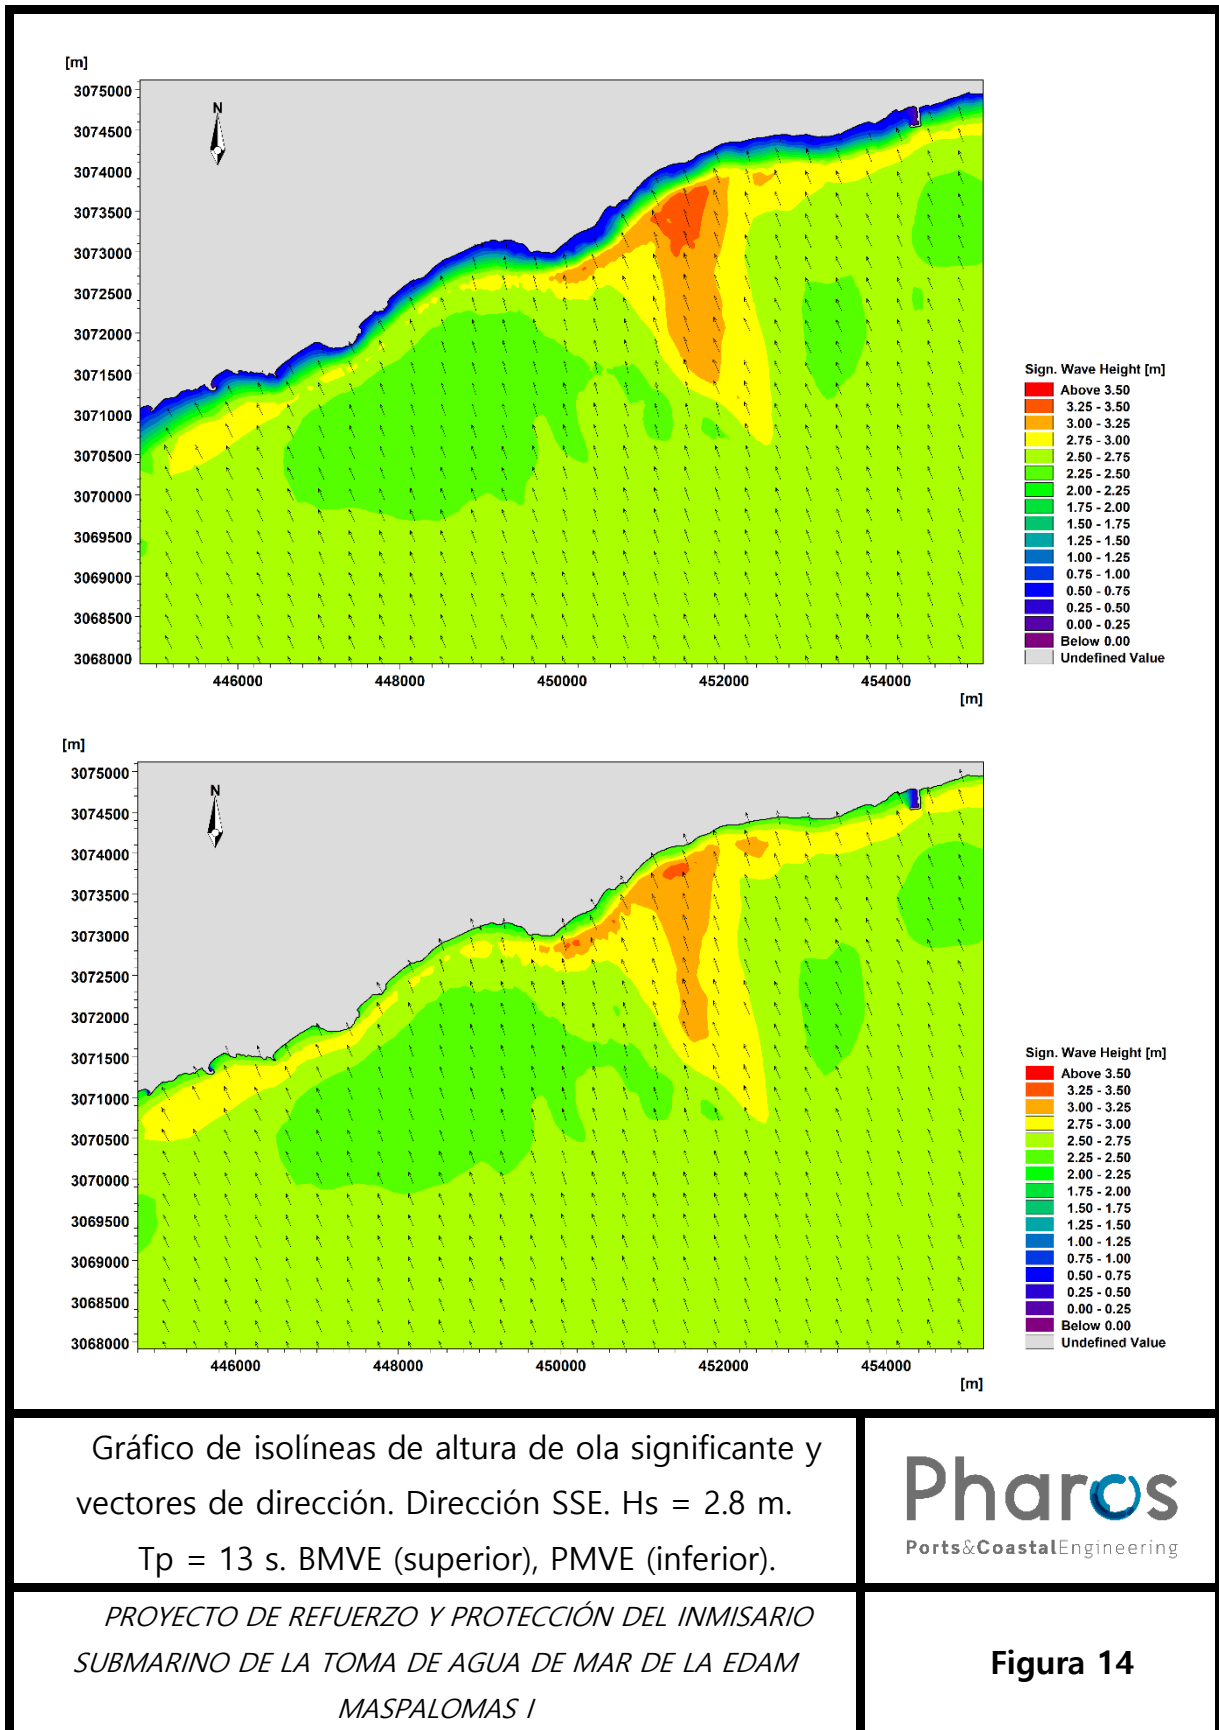 [m]
3075000
3074500
3074000
3073500
3073000
3072500
3072000
3071500
3071000
3070500
3070000
3069500
3069000
3068500
3068000
N
446000 448000 450000 452000 454000
[m]
Sign. Wave Height [m]
Above 3.50
3.25 - 3.50
3.00 - 3.25
2.75 - 3.00
2.50 - 2.75
2.25 - 2.50
2.00 - 2.25
1.75 - 2.00
1.50 - 1.75
1.25 - 1.50
1.00 - 1.25
0.75 - 1.00
0.50 - 0.75
0.25 - 0.50
0.00 - 0.25
Below 0.00
Undefined Value
[m]
3075000
3074500
3074000
3073500
3073000
3072500
3072000
3071500
3071000
3070500
3070000
3069500
3069000
3068500
3068000
N
446000 448000 450000 452000 454000
[m]
Sign. Wave Height [m]
Above 3.50
3.25 - 3.50
3.00 - 3.25
2.75 - 3.00
2.50 - 2.75
2.25 - 2.50
2.00 - 2.25
1.75 - 2.00
1.50 - 1.75
1.25 - 1.50
1.00 - 1.25
0.75 - 1.00
0.50 - 0.75
0.25 - 0.50
0.00 - 0.25
Below 0.00
Undefined Value
Gráfico de isolíneas de altura de ola significante y
vectores de dirección. Dirección SSE. Hs = 2.8 m.
Tp = 13 s. BMVE (superior), PMVE (inferior).
Pharos
Ports&CoastalEngineering
PROYECTO DE REFUERZO Y PROTECCIÓN DEL INMISARIO
SUBMARINO DE LA TOMA DE AGUA DE MAR DE LA EDAM
MASPALOMAS I
Figura 14